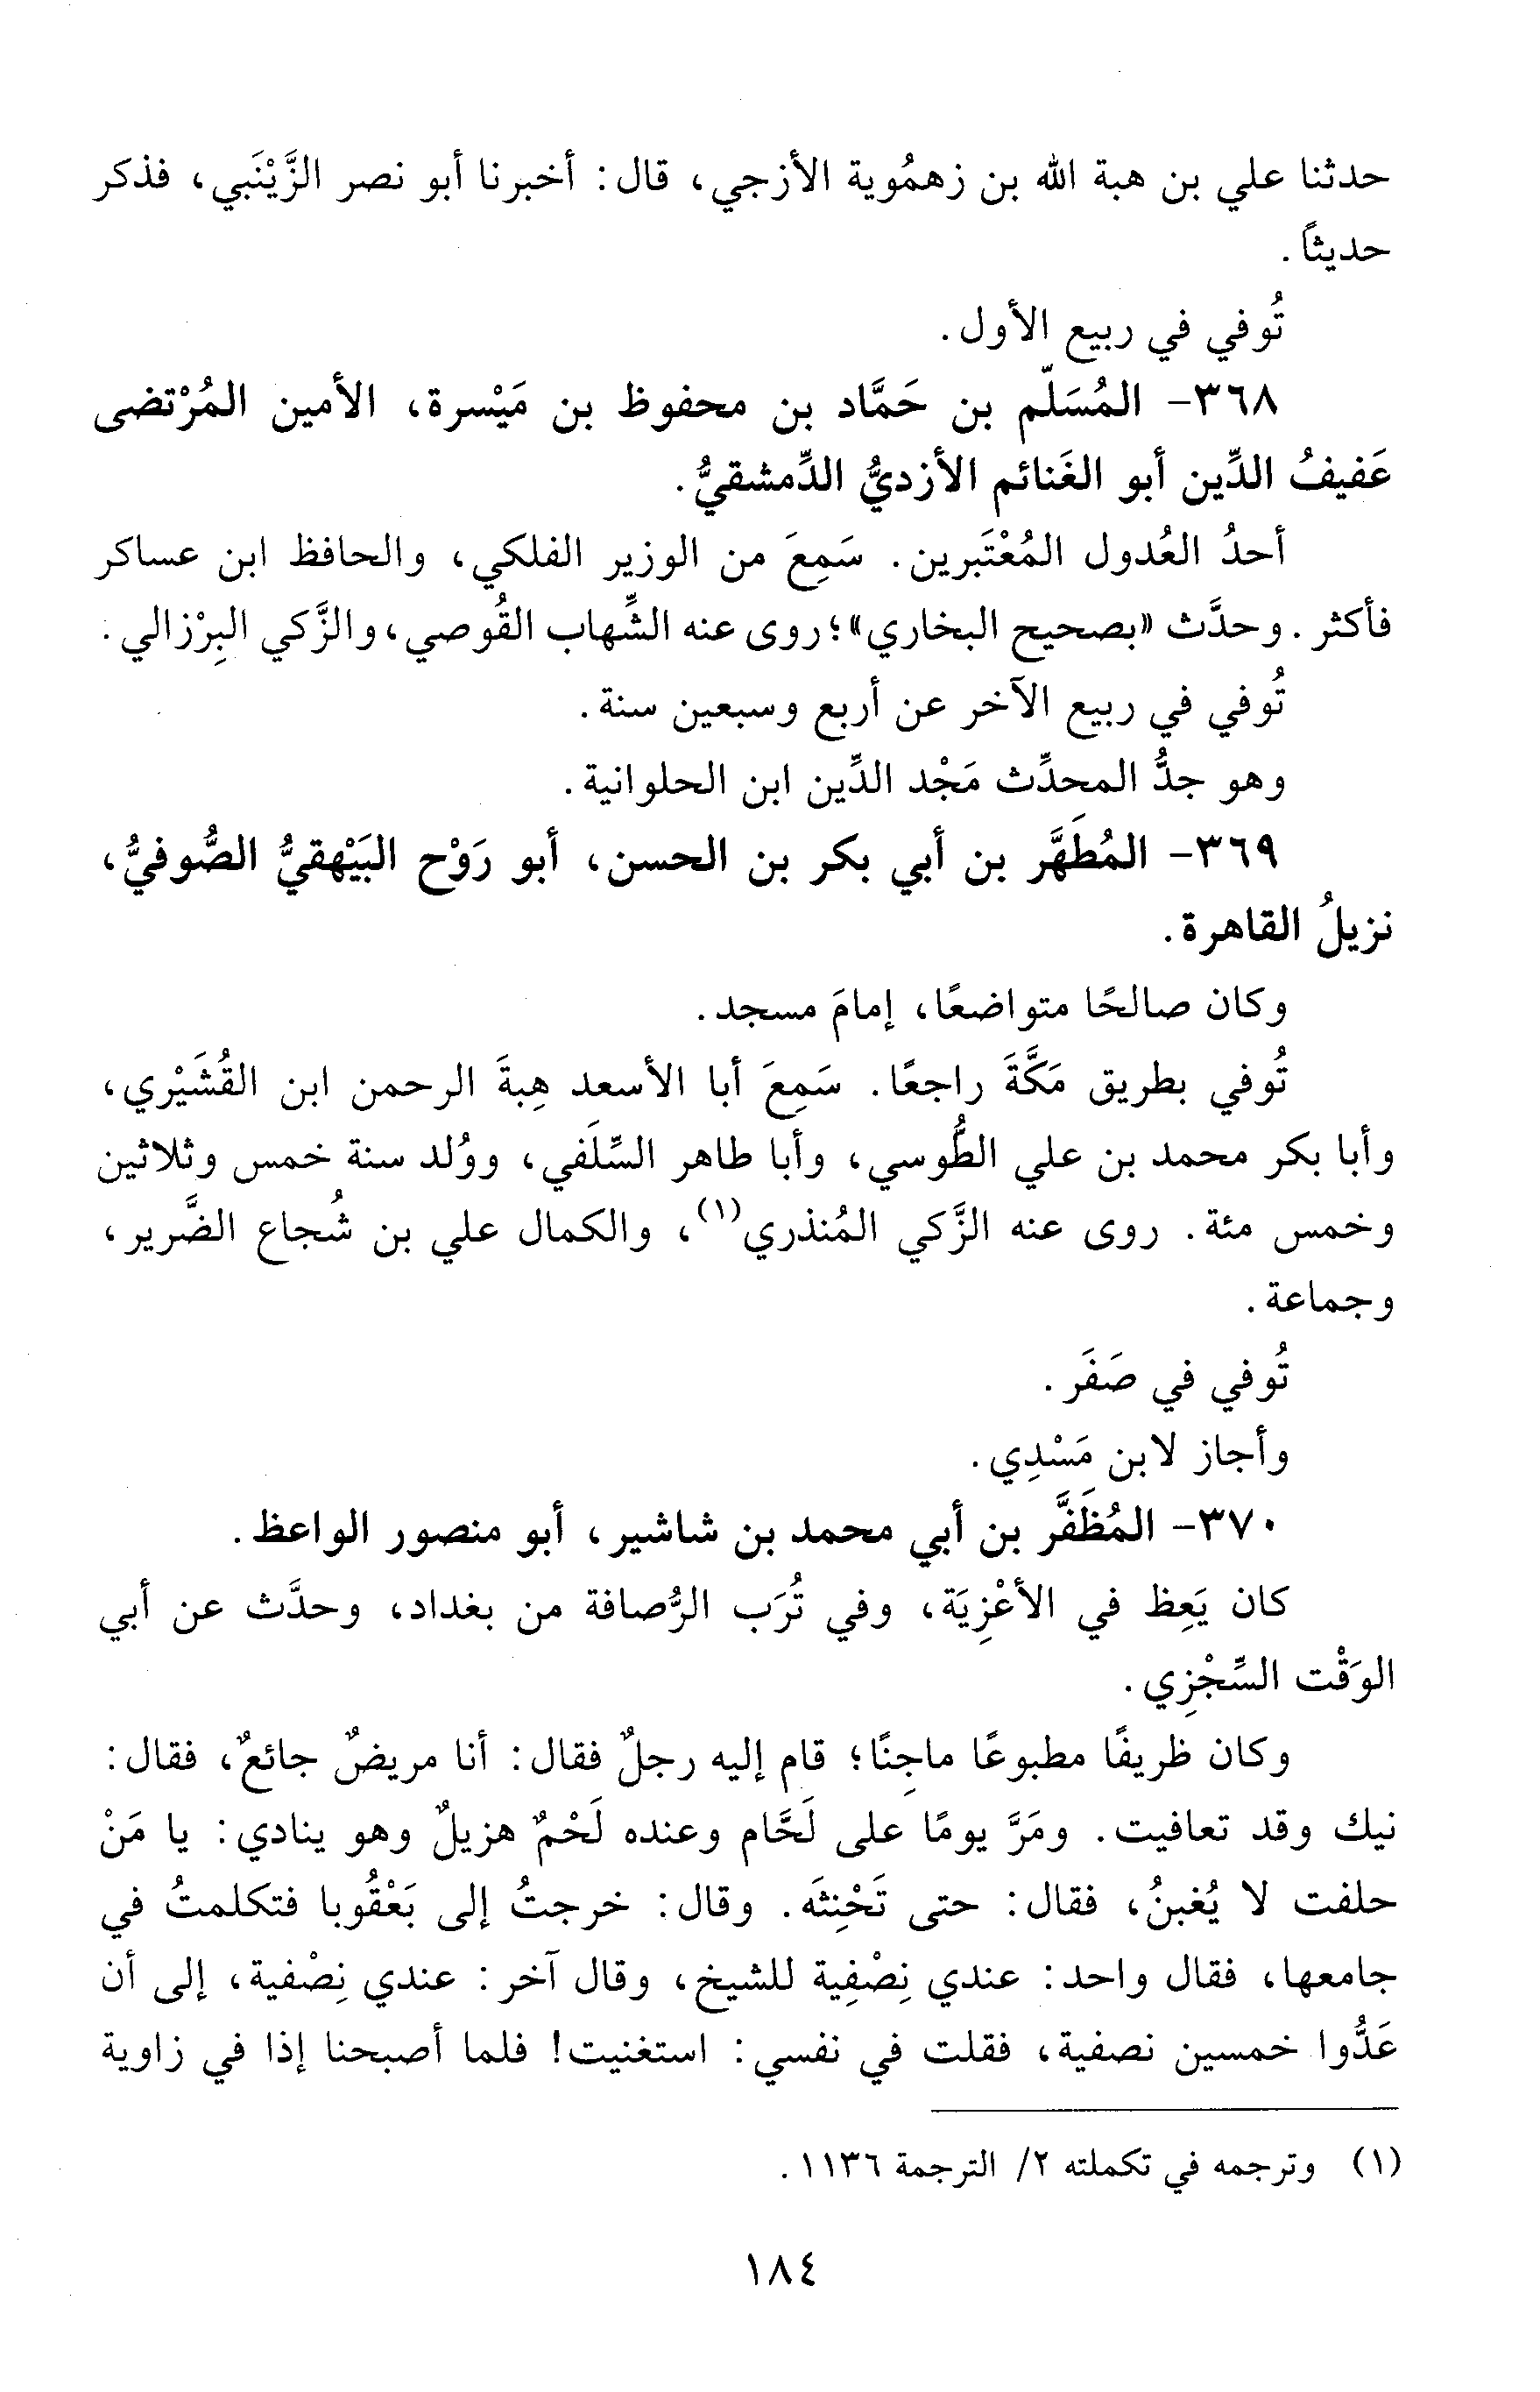 حدثنا علي بن هبة الله بن زهمُوية الأزجي، قال: أخبرنا أبو نصر الزَّيْنَبي، فذكر
حديثاً.
تُوفي في ربيع الأول.
٣٦٨- المُسَلّم بن حَمَّاد بن محفوظ بن مَيْسرة، الأمين المُرْتضى
عَفيفُ الدِّين أبو الغَنائم الأزديُّ الدِّمشقيُّ.
أحدُ العُدول المُعْتَبرين. سَمِعَ من الوزير الفلكي، والحافظ ابن عساكر
فأكثر. وحدَّث «بصحيح البخاري»؛ روى عنه الشِّهاب القُوصي، والزَّكي البِرْزالي.
تُوفي في ربيع الآخر عن أربع وسبعين سنة.
وهو جدُّ المحدِّث مَجْد الدِّين ابن الحلوانية.
٣٦٩- المُطَهَّر بن أبي بكر بن الحسن، أبو رَوْح البَيْهقيُّ الصُّوفيُّ،
نزيلُ القاهرة.
وكان صالحًا متواضعًا، إمامَ مسجد.
تُوفي بطريق مَكَّةَ راجعًا. سَمِعَ أبا الأسعد هِبةَ الرحمن ابن القُشَيْري،
وأبا بكر محمد بن علي الطُّوسي، وأبا طاهر السِّلَفي، ووُلد سنة خمس وثلاثين
وخمس مئة. روى عنه الزَّكي المُنذري(١)، والكمال علي بن شُجاع الضَّرير،
وجماعة.
تُوفي في صَفَر.
وأجاز لابن مَسْدِي.
٣٧٠- المُظَفَّر بن أبي محمد بن شاشير، أبو منصور الواعظ.
كان يَعِظ في الأعْزِيَة، وفي تُرَب الرُّصافة من بغداد، وحدَّث عن أبي
الوَقْت السِّجْزِي.
وكان ظريفًا مطبوعًا ماجِنًا؛ قام إليه رجلٌ فقال: أنا مريضٌ جائعٌ، فقال:
نيك وقد تعافيت. ومَرَّ يومًا على لَحَّام وعنده لَحْمٌ هزيلٌ وهو ينادي: يا مَنْ
حلفت لا يُغبنُ، فقال: حتى تَحْنِثَه. وقال: خرجتُ إلى بَعْقُوبا فتكلمتُ في
جامعها، فقال واحد: عندي نِصْفِية للشيخ، وقال آخر: عندي نِصْفية، إلى أن
عَدُّوا خمسين نصفية، فقلت في نفسي: استغنيت! فلما أصبحنا إذا في زاوية
(١) وترجمه في تكملته ٢/ الترجمة ١١٣٦.
١٨٤